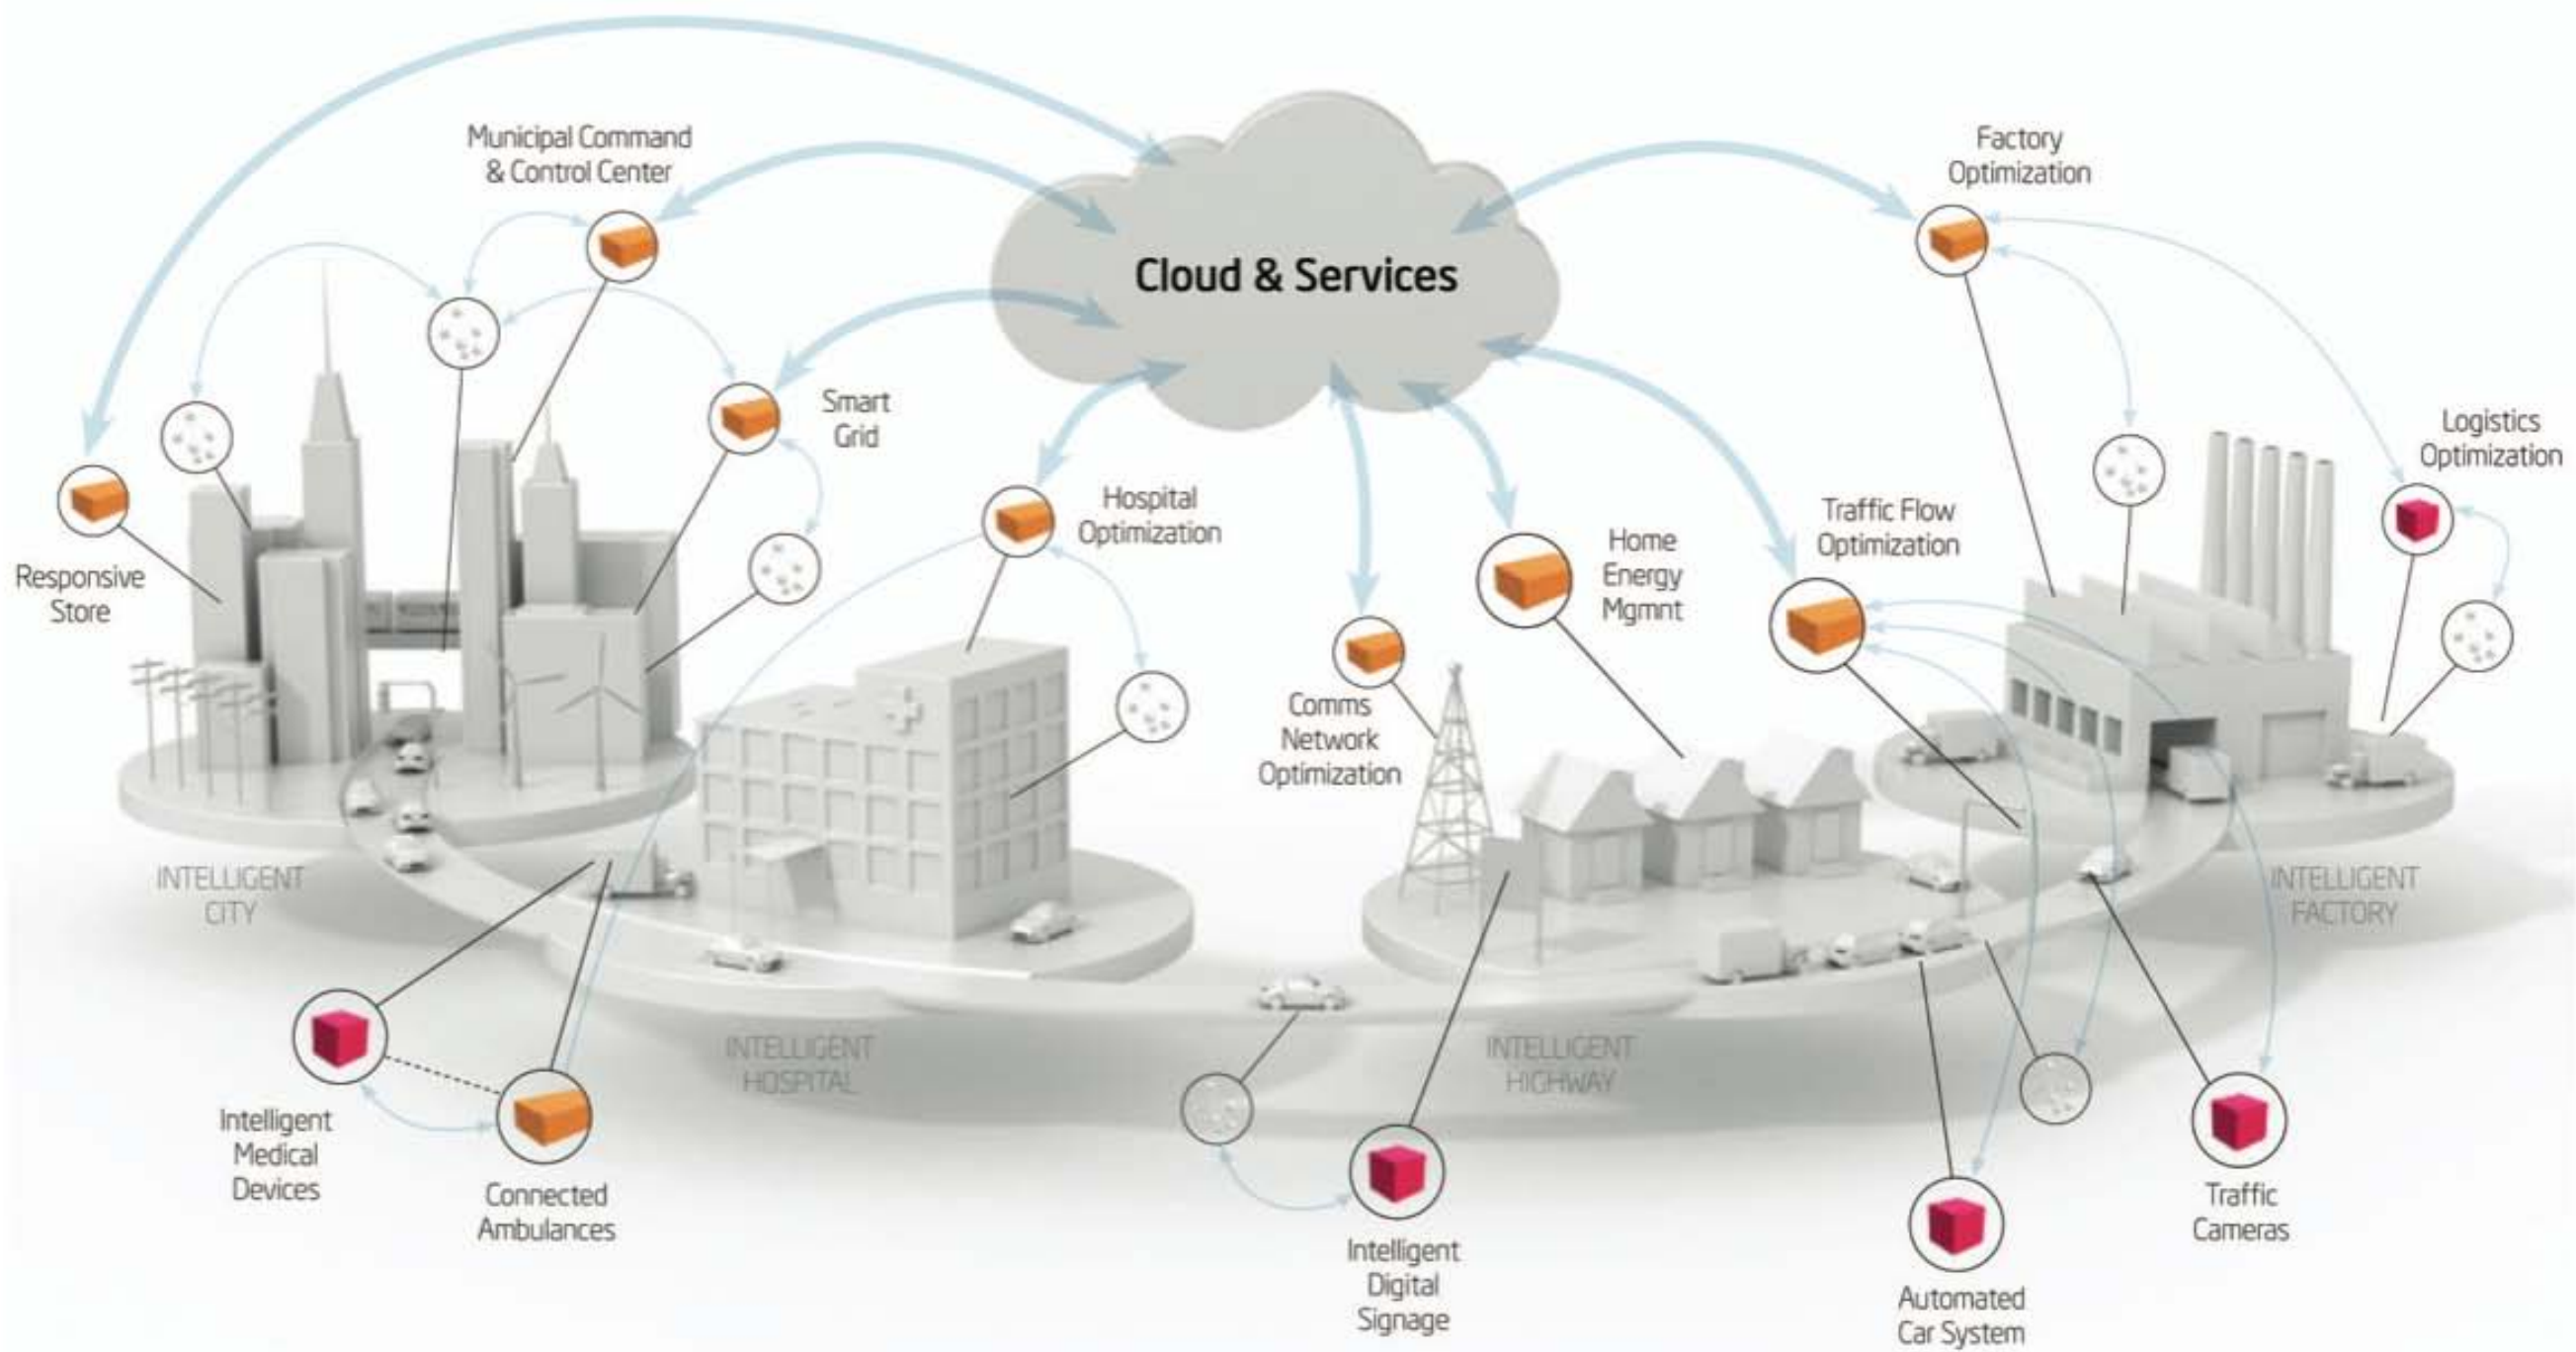 Municipal Command
& Control Center
Factory
Optimization
Cloud & Services
Smart
Grid
Logistics
Optimization
Hospital
Optimization
Traffic Flow
Optimization
Home
Energy
Mgmnt
Responsive
Store
Comms
Network
Optimization
INTELLIGENT
CITY
INTELLIGENT
FACTORY
INTELLIGENT
HOSPITAL
INTELLIGENT
HIGHWAY
Intelligent
Medical
Devices
Connected
Ambulances
Intelligent
Digital
Signage
Traffic
Cameras
Automated
Car System